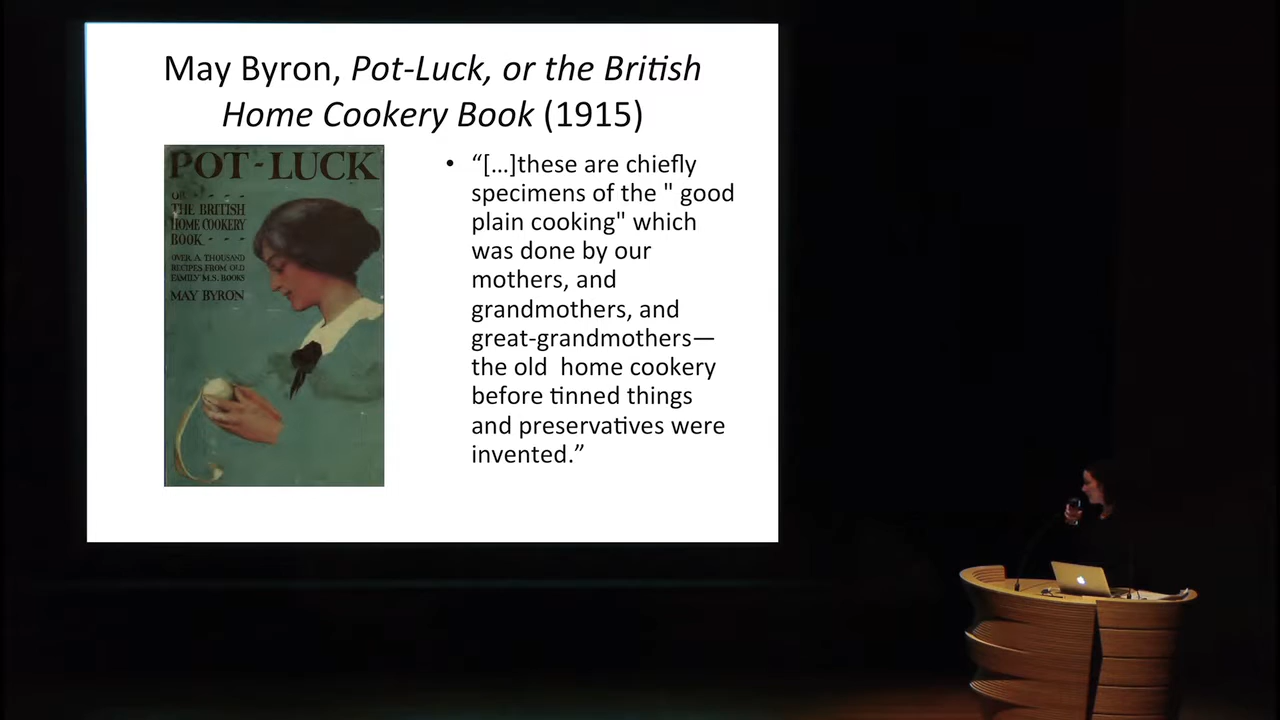 May Byron, Pot-Luck, or the British
Home Cookery Book (1915)
POT-LUCK
OR - - - -
THE BRITISH
HOME COOKERY
BOOK - - -
OVER A THOUSAND
RECIPES FROM OLD
FAMILY M.S. BOOKS
MAY BYRON
• “[...]these are chiefly
specimens of the " good
plain cooking" which
was done by our
mothers, and
grandmothers, and
great-grandmothers—
the old  home cookery
before tinned things
and preservatives were
invented.”